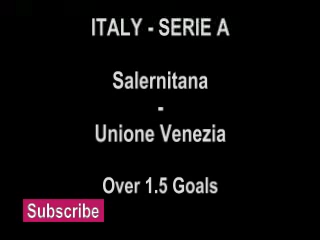 ITALY - SERIE A
Salernitana
-
Unione Venezia
Over 1.5 Goals
Subscribe